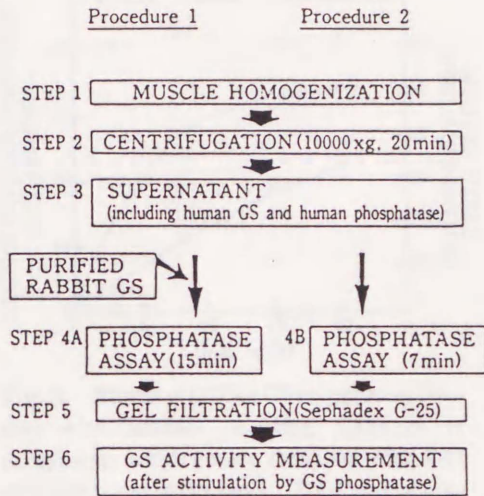 Procedure 1 Procedure 2
STEP 1 MUSCLE HOMOGENIZATION
STEP 2 CENTRIFUGATION (10000xg, 20min)
STEP 3 SUPERNATANT
(including human GS and human phosphatase)
PURIFIED
RABBIT GS
STEP 4A PHOSPHATASE 4B PHOSPHATASE
ASSAY (15min) ASSAY (7min)
STEP 5 GEL FILTRATION(Sephadex G-25)
STEP 6 GS ACTIVITY MEASUREMENT
(after stimulation by GS phosphatase)